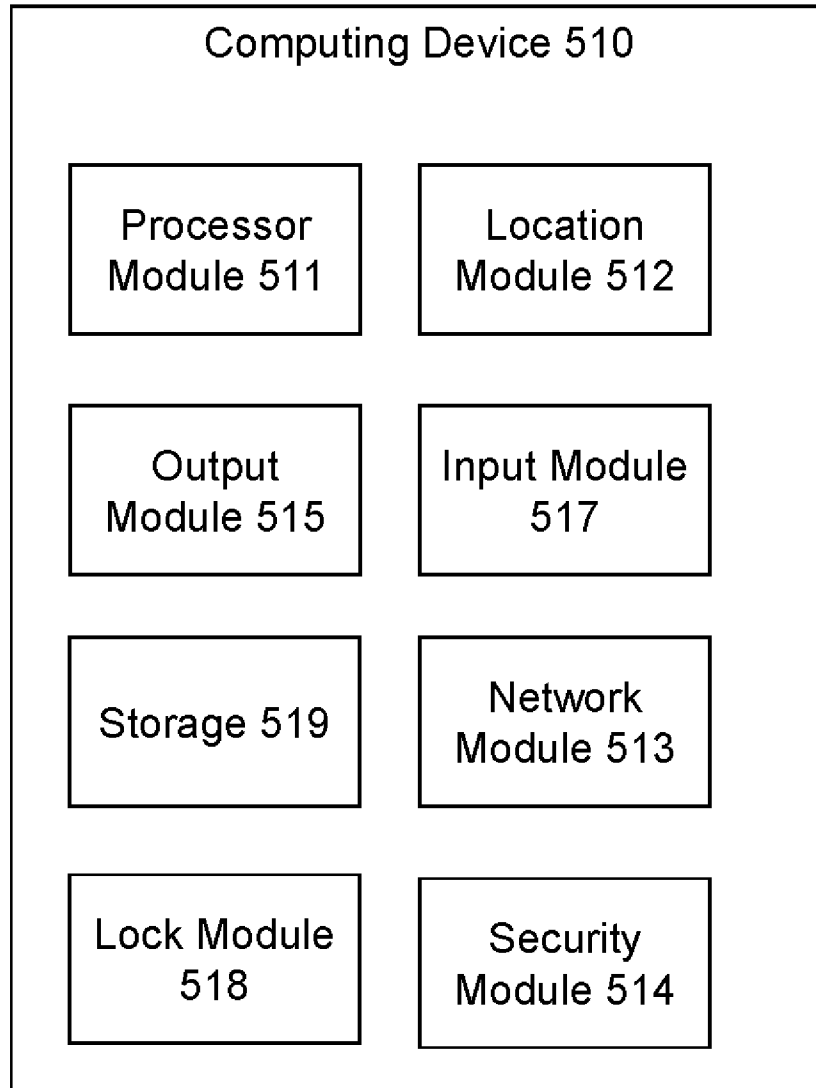 Computing Device 510
Processor
Module 511
Location
Module 512
Output
Module 515
Input Module
517
Storage 519
Network
Module 513
Lock Module
518
Security
Module 514